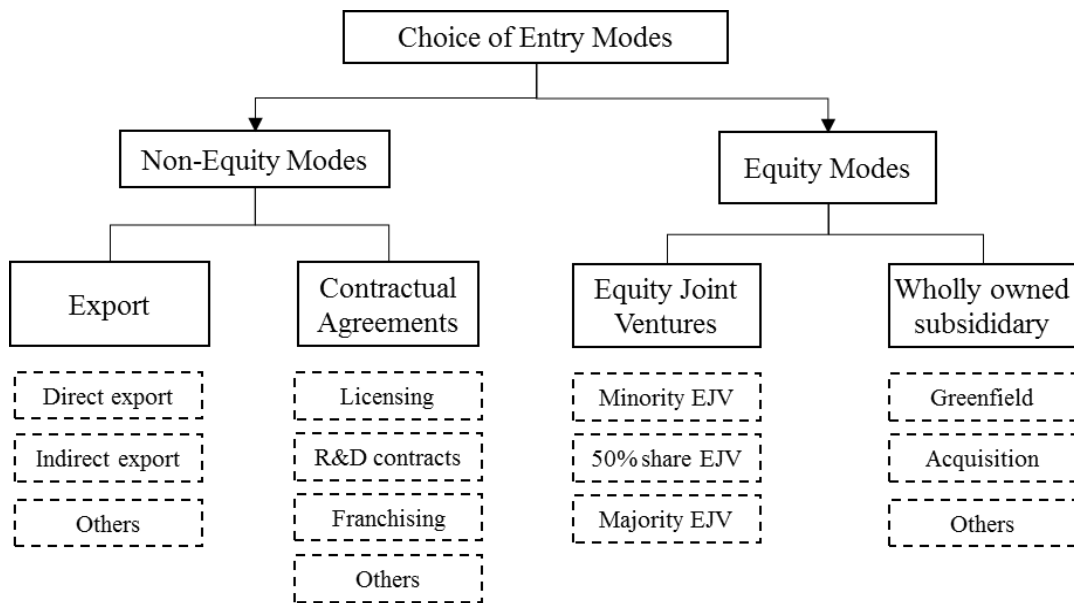 Choice of Entry Modes
Non-Equity Modes
Equity Modes
Export
Contractual
Agreements
Equity Joint
Ventures
Wholly owned
subsididary
Direct export
Licensing
Minority EJV
Greenfield
Indirect export
R&D contracts
50% share EJV
Acquisition
Others
Franchising
Majority EJV
Others
Others